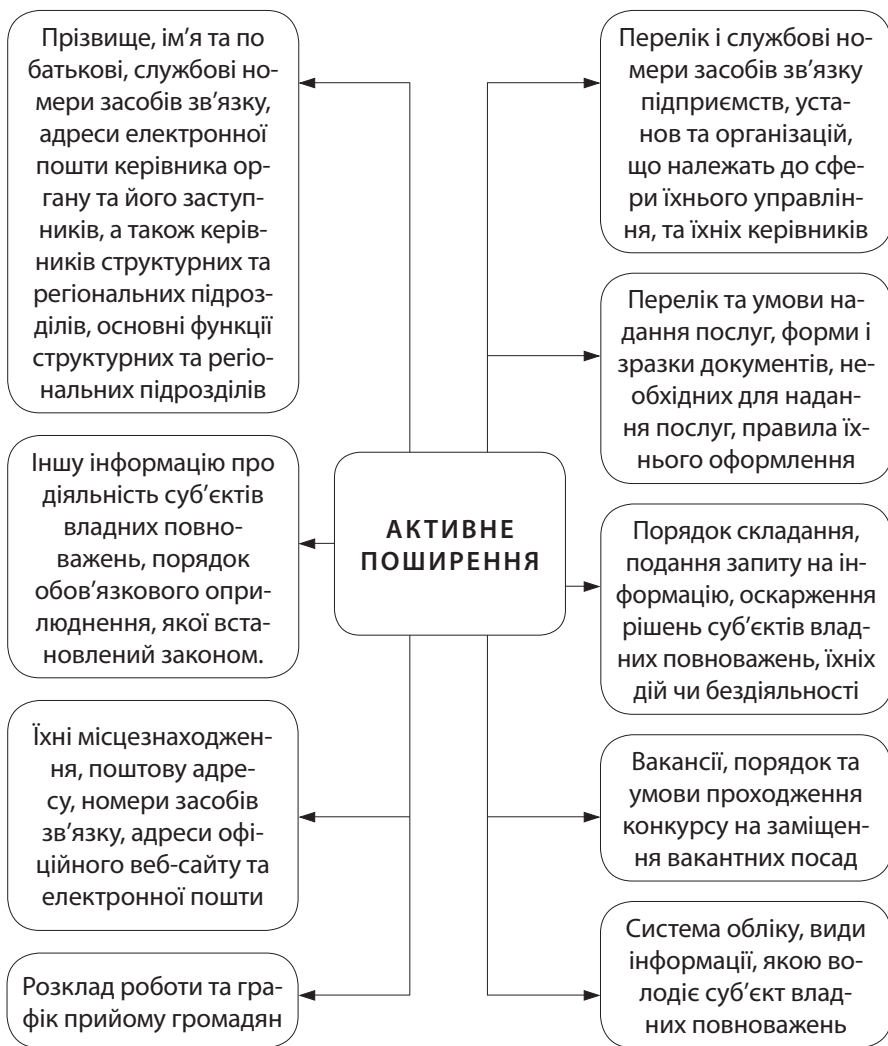 Прізвище, ім’я та по
батькові, службові но-
мери засобів зв’язку,
адреси електронної
пошти керівника ор-
гану та його заступ-
ників, а також керів-
ників структурних та
регіональних підроз-
ділів, основні функції
структурних та регіо-
нальних підрозділів
Іншу інформацію про
діяльність суб’єктів
владних повно-
важень, порядок
обов’язкового опри-
люднення, якої вста-
новлений законом.
Їхні місцезнаходжен-
ня, поштову адре-
су, номери засобів
зв’язку, адреси офі-
ційного веб-сайту та
електронної пошти
Розклад роботи та гра-
фік прийому громадян
АКТИВНЕ
ПОШИРЕННЯ
Перелік і службові но-
мери засобів зв’язку
підприємств, уста-
нов та організацій,
що належать до сфе-
ри їхнього управлін-
ня, та їхніх керівників
Перелік та умови на-
дання послуг, форми і
зразки документів, не-
обхідних для надан-
ня послуг, правила їх-
нього оформлення
Порядок складання,
подання запиту на ін-
формацію, оскарження
рішень суб’єктів влад-
них повноважень, їхніх
дій чи бездіяльності
Вакансії, порядок та
умови проходження
конкурсу на заміщен-
ня вакантних посад
Система обліку, види
інформації, якою во-
лодіє суб’єкт влад-
них повноважень